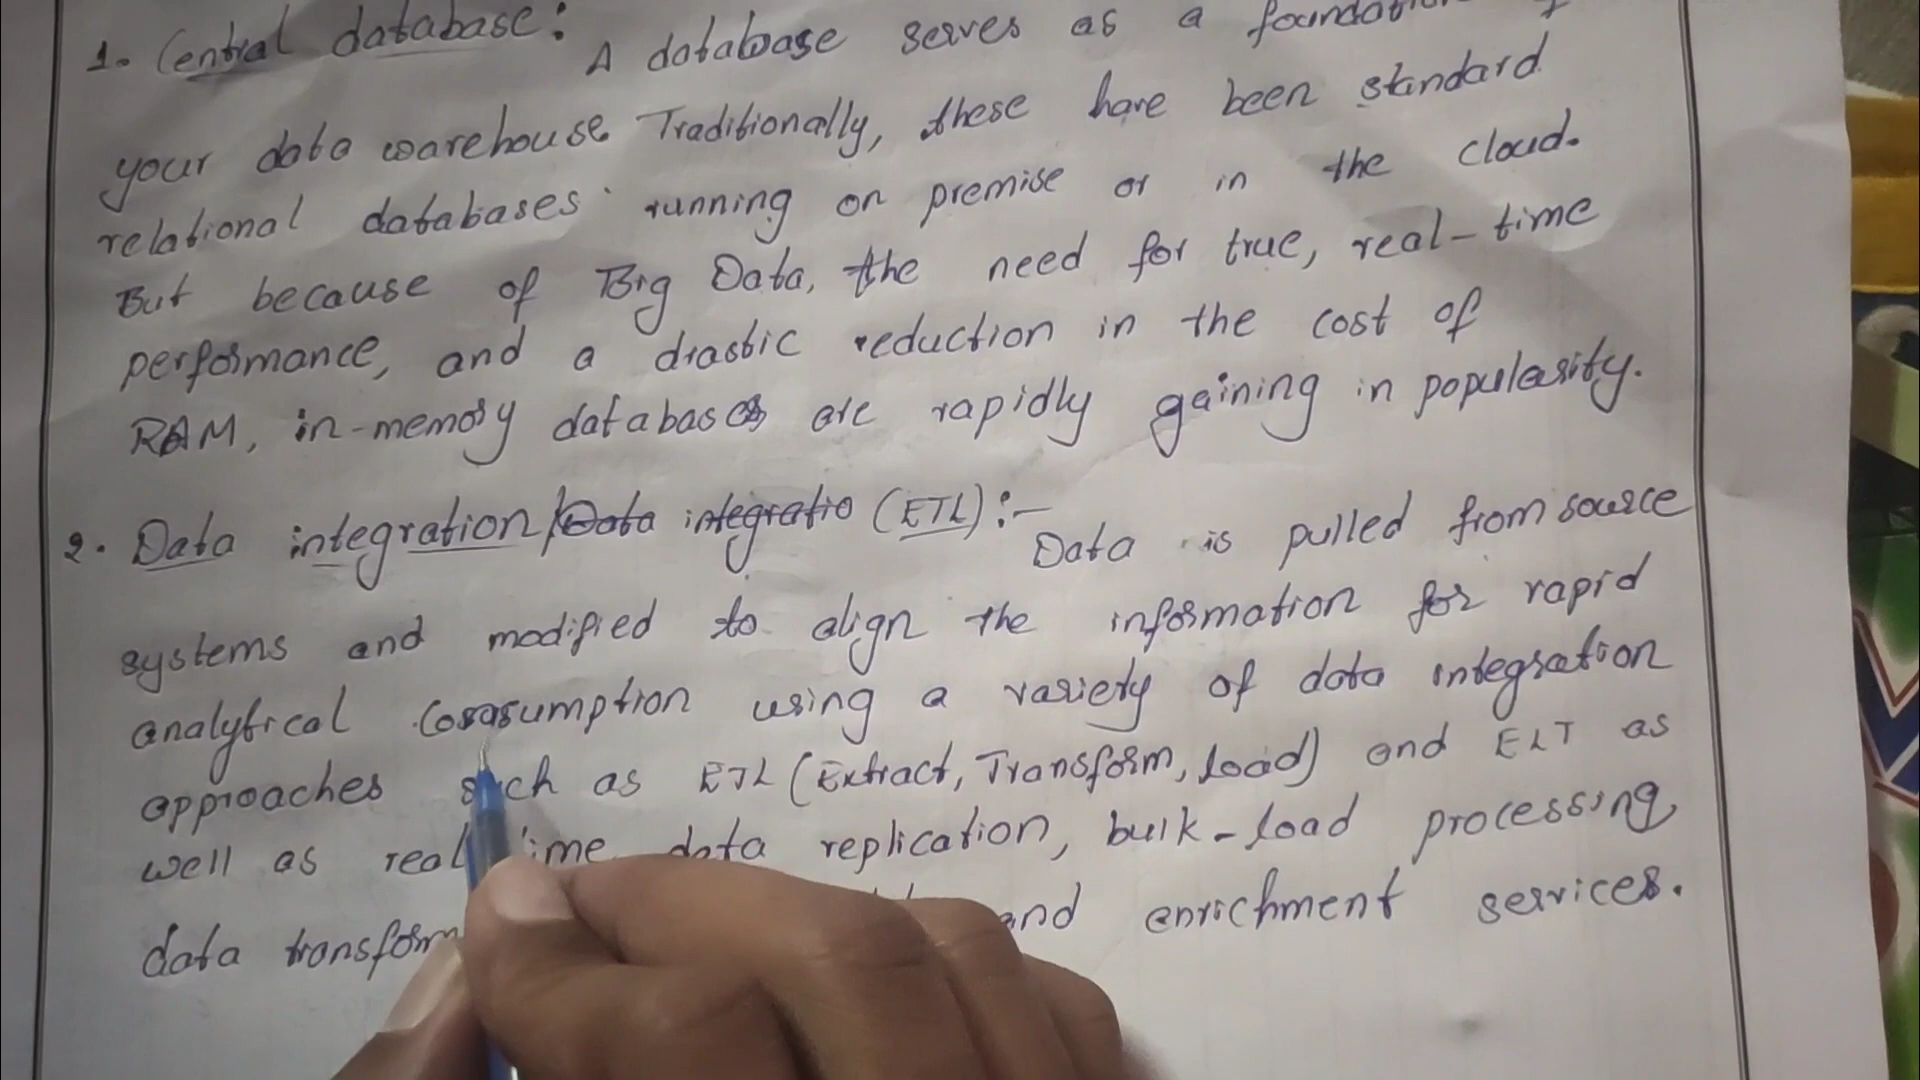 1. Central database: A database serves as a
your data warehouse. Traditionally, these have been standard
relational databases running on premise or in the cloud.
But because of Big Data, the need for true, real-time
performance, and a drastic reduction in the cost of
RAM, in-memory databases are rapidly gaining in popularity.
2. Data integration/Data integratio (ETL):- Data is pulled from source
systems and modified to align the information for rapid
analytical consumption using a variety of data integration
approaches such as ETL (Extract, Transform, Load) and ELT as
well as real data replication, bulk-load processing
data and enrichment services.